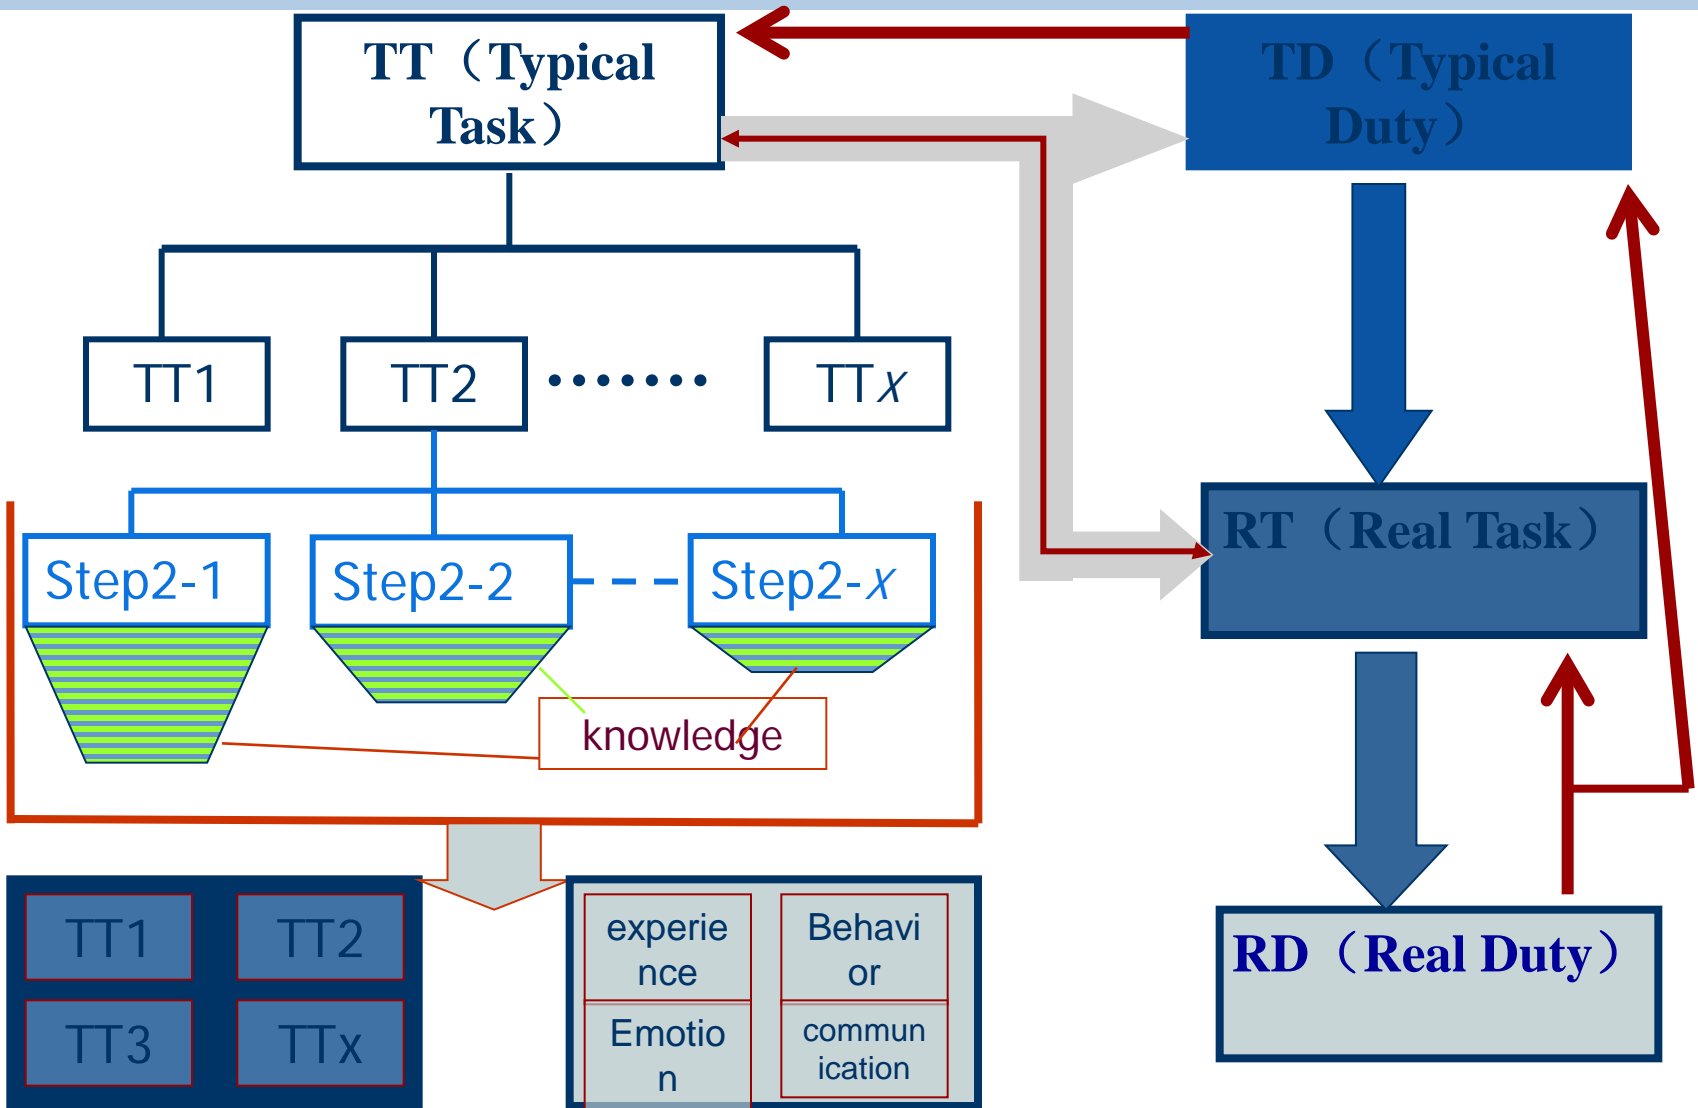 TT（Typical
Task）
TD（Typical
Duty）
TT1
TT2
.......
TTX
Step2-1
Step2-2
Step2-X
RT（Real Task）
knowledge
TT1
TT2
TT3
TTx
experie
nce
Behavi
or
Emotio
n
commun
ication
RD（Real Duty）